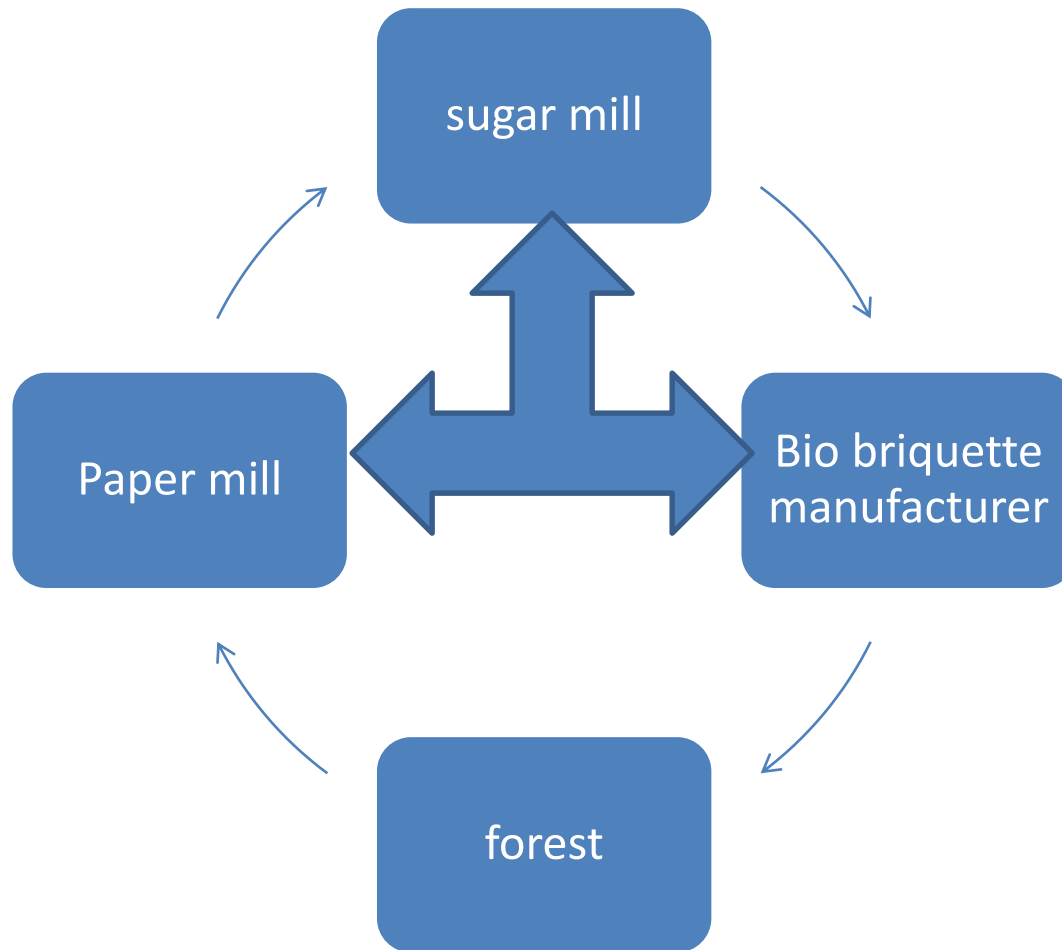 sugar mill
Paper mill
Bio briquette
manufacturer
forest